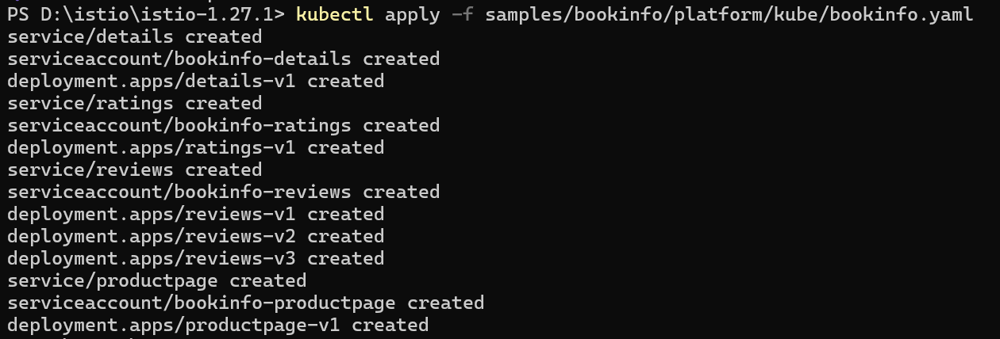 PS D:\istio\istio-1.27.1> kubectl apply -f samples/bookinfo/platform/kube/bookinfo.yaml
service/details created
serviceaccount/bookinfo-details created
deployment.apps/details-v1 created
service/ratings created
serviceaccount/bookinfo-ratings created
deployment.apps/ratings-v1 created
service/reviews created
serviceaccount/bookinfo-reviews created
deployment.apps/reviews-v1 created
deployment.apps/reviews-v2 created
deployment.apps/reviews-v3 created
service/productpage created
serviceaccount/bookinfo-productpage created
deployment.apps/productpage-v1 created